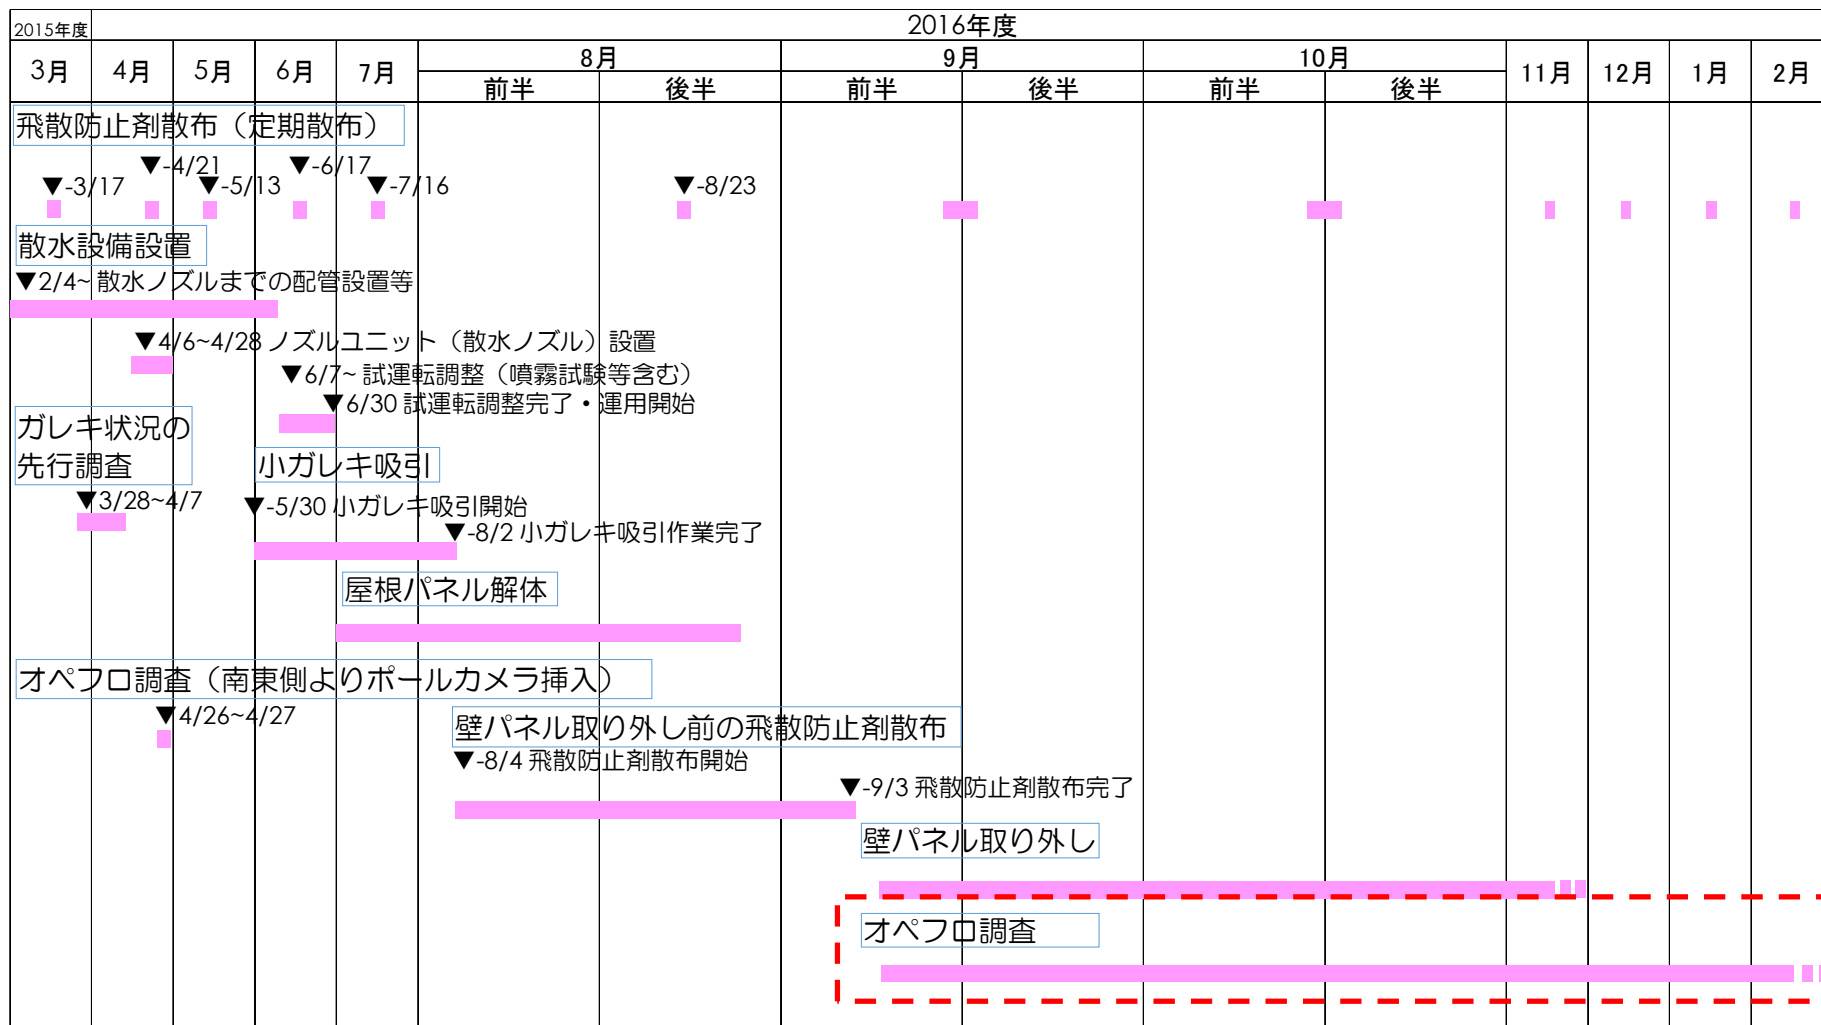 2015年度
2016年度
3月 4月 5月 6月 7月 8月 9月 10月 11月 12月 1月 2月
前半 後半 前半 後半 前半 後半
飛散防止剤散布（定期散布）
▼-4/21 ▼-6/17
▼-3/17 ▼-5/13 ▼-7/16 ▼-8/23
散水設備設置
▼2/4~ 散水ノズルまでの配管設置等
▼4/6~4/28 ノズルユニット（散水ノズル）設置
▼6/7~ 試運転調整（噴霧試験等含む）
▼6/30 試運転調整完了・運用開始
ガレキ状況の
先行調査
小ガレキ吸引
▼3/28~4/7
▼-5/30 小ガレキ吸引開始
▼-8/2 小ガレキ吸引作業完了
屋根パネル解体
オペフロ調査（南東側よりポールカメラ挿入）
▼4/26~4/27
壁パネル取り外し前の飛散防止剤散布
▼-8/4 飛散防止剤散布開始
▼-9/3 飛散防止剤散布完了
壁パネル取り外し
オペフロ調査